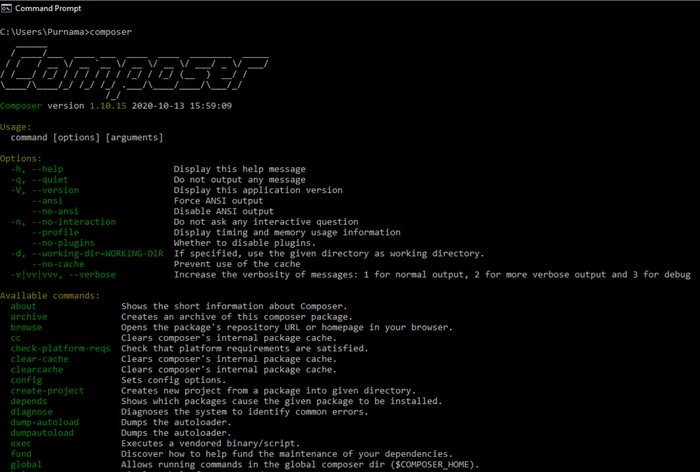 Command Prompt
C:\Users\Purnama>composer
Composer
Composer version 1.10.15 2020-10-13 15:59:09
Usage:
command [options] [arguments]
Options:
-h, --help Display this help message
-q, --quiet Do not output any message
-V, --version Display this application version
--ansi Force ANSI output
--no-ansi Disable ANSI output
-n, --no-interaction Do not ask any interactive question
--profile Display timing and memory usage information
--no-plugins Whether to disable plugins.
-d, --working-dir=WORKING-DIR If specified, use the given directory as working directory.
--no-cache Prevent use of the cache
-v|vv|vvv, --verbose Increase the verbosity of messages: 1 for normal output, 2 for more verbose output and 3 for debug
Available commands:
about Shows the short information about Composer.
archive Creates an archive of this composer package.
browse Opens the package's repository URL or homepage in your browser.
cc Clears composer's internal package cache.
check-platform-reqs Check that platform requirements are satisfied.
clear-cache Clears composer's internal package cache.
clearcache Clears composer's internal package cache.
config Sets config options.
create-project Creates new project from a package into given directory.
depends Shows which packages cause the given package to be installed.
diagnose Diagnoses the system to identify common errors.
dump-autoload Dumps the autoloader.
dumpautoload Dumps the autoloader.
exec Executes a vendored binary/script.
fund Discover how to help fund the maintenance of your dependencies.
global Allows running commands in the global composer dir ($COMPOSER_HOME).